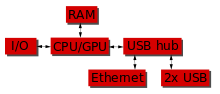 RAM
I/O CPU/GPU USB hub
Ethernet 2x USB